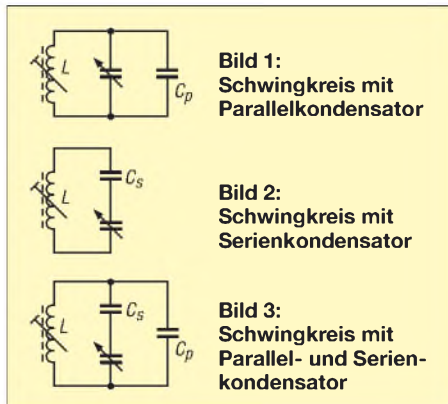 L
C_p
Bild 1:
Schwingkreis mit
Parallelkondensator
L
C_s
Bild 2:
Schwingkreis mit
Serienkondensator
L
C_s
C_p
Bild 3:
Schwingkreis mit
Parallel- und Serien-
kondensator